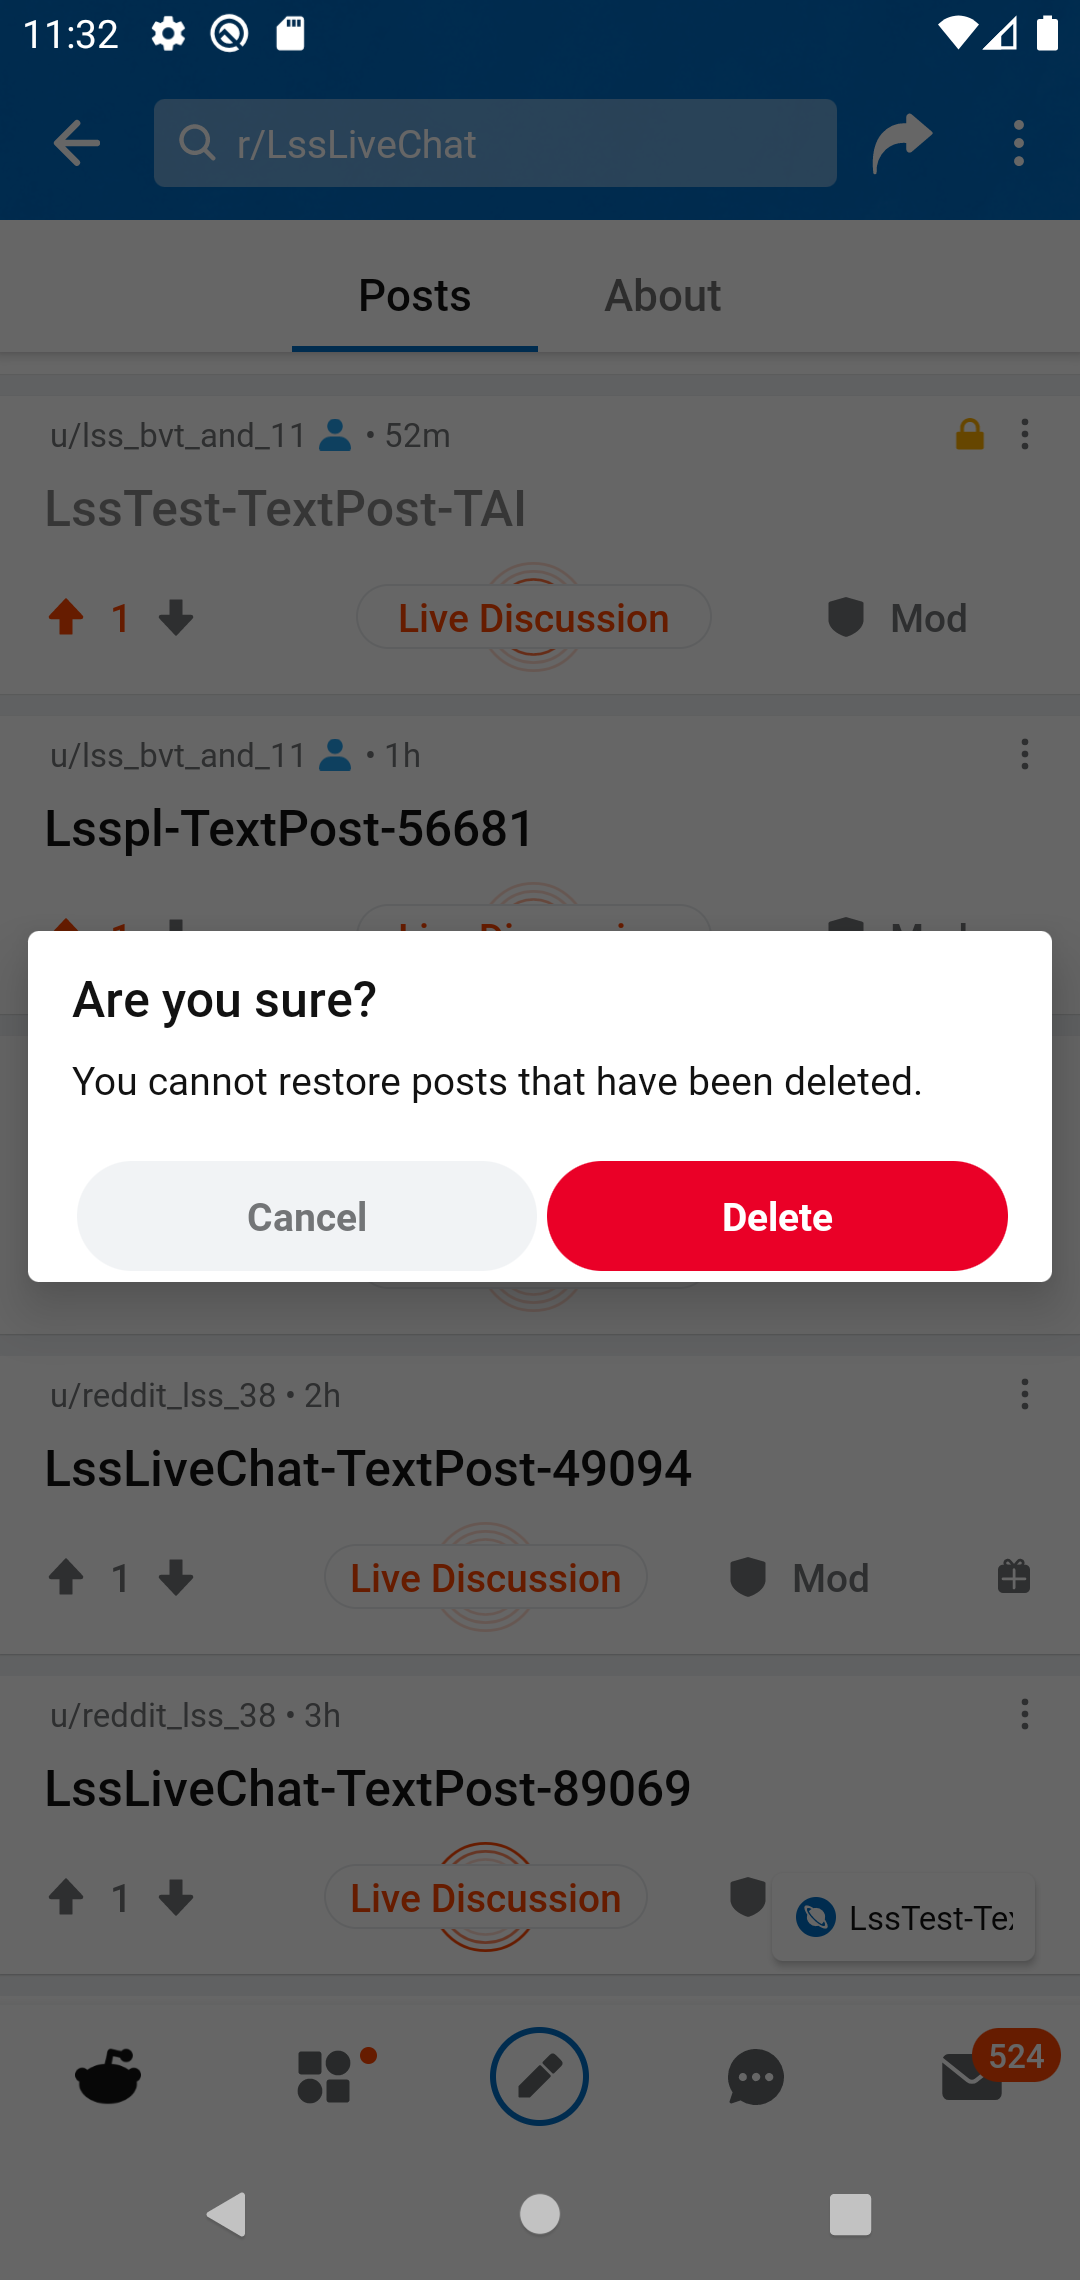 11:32
r/LssLiveChat
Posts About
u/lss_bvt_and_11 • 52m
LssTest-TextPost-TAI
1 Live Discussion Mod
u/lss_bvt_and_11 • 1h
Lsspl-TextPost-56681
Are you sure?
You cannot restore posts that have been deleted.
Cancel Delete
u/reddit_lss_38 • 2h
LssLiveChat-TextPost-49094
1 Live Discussion Mod
u/reddit_lss_38 • 3h
LssLiveChat-TextPost-89069
1 Live Discussion
LssTest-Te
524